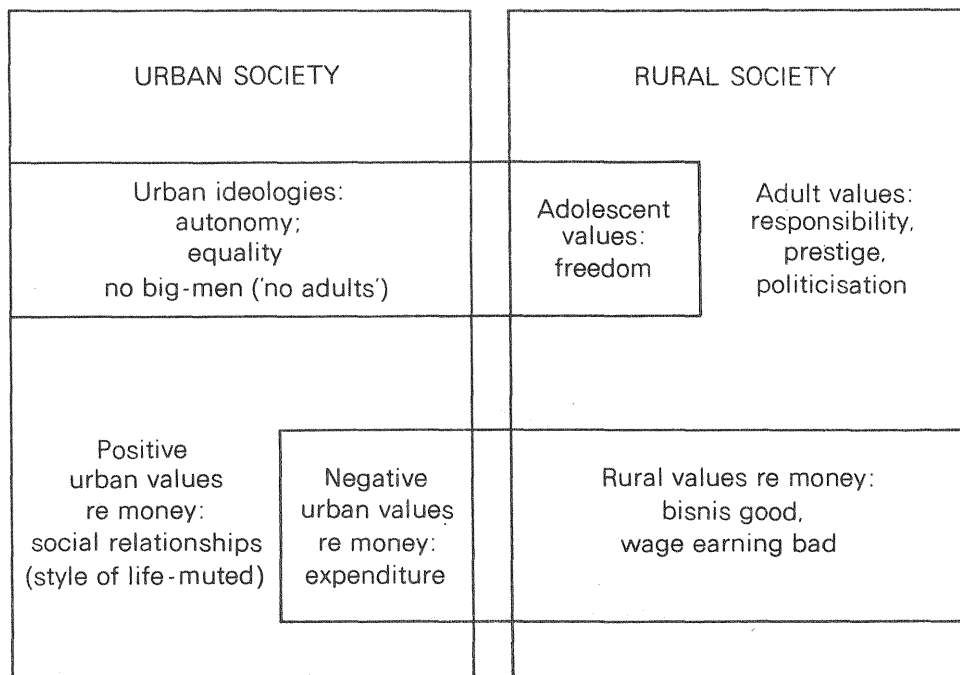 URBAN SOCIETY
RURAL SOCIETY
Urban ideologies:
autonomy;
equality
no big-men ('no adults')
Adolescent
values:
freedom
Adult values:
responsibility,
prestige,
politicisation
Positive
urban values
re money:
social relationships
(style of life-muted)
Negative
urban values
re money:
expenditure
Rural values re money:
bisnis good,
wage earning bad